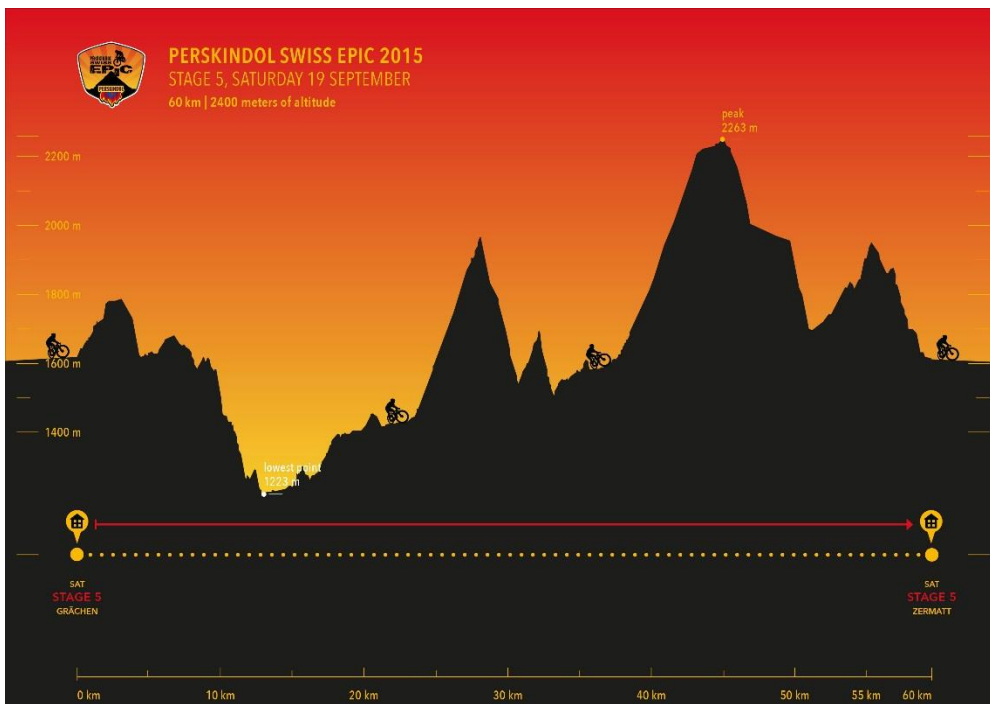 PERSKINDOL SWISS EPIC 2015
STAGE 5, SATURDAY 19 SEPTEMBER
60 km | 2400 meters of altitude
EPIC
PERSKINDOL
peak
2263 m
2200 m
2000 m
1800 m
1600 m
1400 m
lowest point
1223 m
SAT
STAGE 5
GRÄCHEN
SAT
STAGE 5
ZERMATT
0 km
10 km
20 km
30 km
40 km
50 km
55 km
60 km